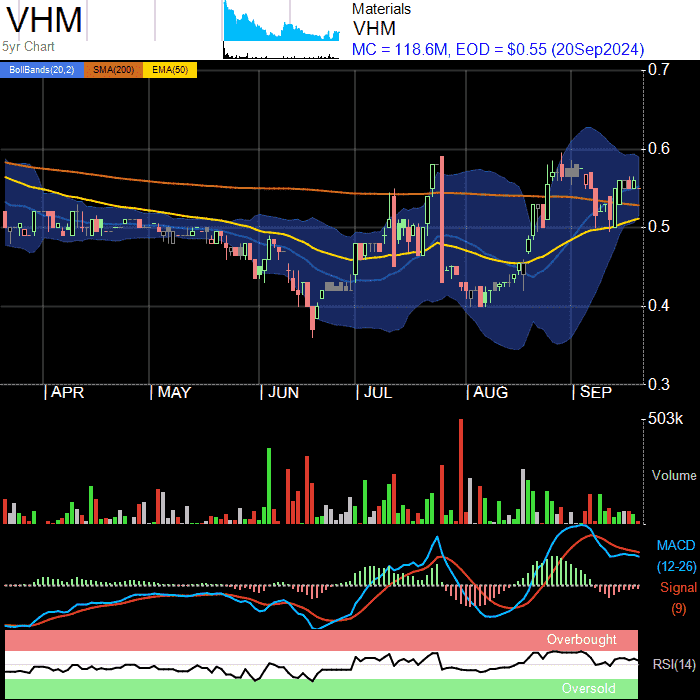 VHM
5yr Chart
Materials
VHM
MC = 118.6M, EOD = $0.55 (20Sep2024)
BollBands(20,2) SMA(200) EMA(50)
0.7
0.6
0.5
0.4
0.3
| APR | MAY | JUN | JUL | AUG | SEP
503k
Volume
MACD
(12-26)
Signal
(9)
Overbought
RSI(14)
Oversold